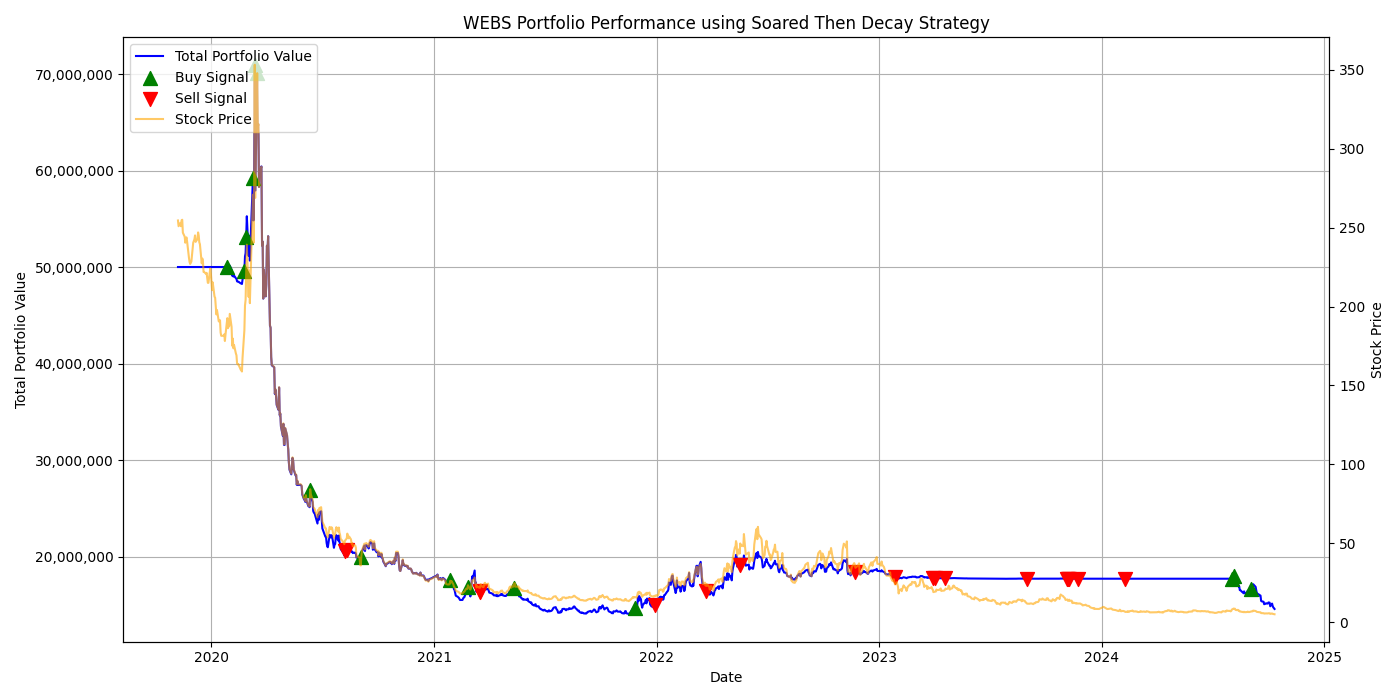 WEBS Portfolio Performance using Soared Then Decay Strategy
Total Portfolio Value
Buy Signal
Sell Signal
Stock Price
70,000,000
60,000,000
50,000,000
40,000,000
30,000,000
20,000,000
Total Portfolio Value
350
300
250
200
150
100
50
0
Stock Price
2020
2021
2022
2023
2024
2025
Date